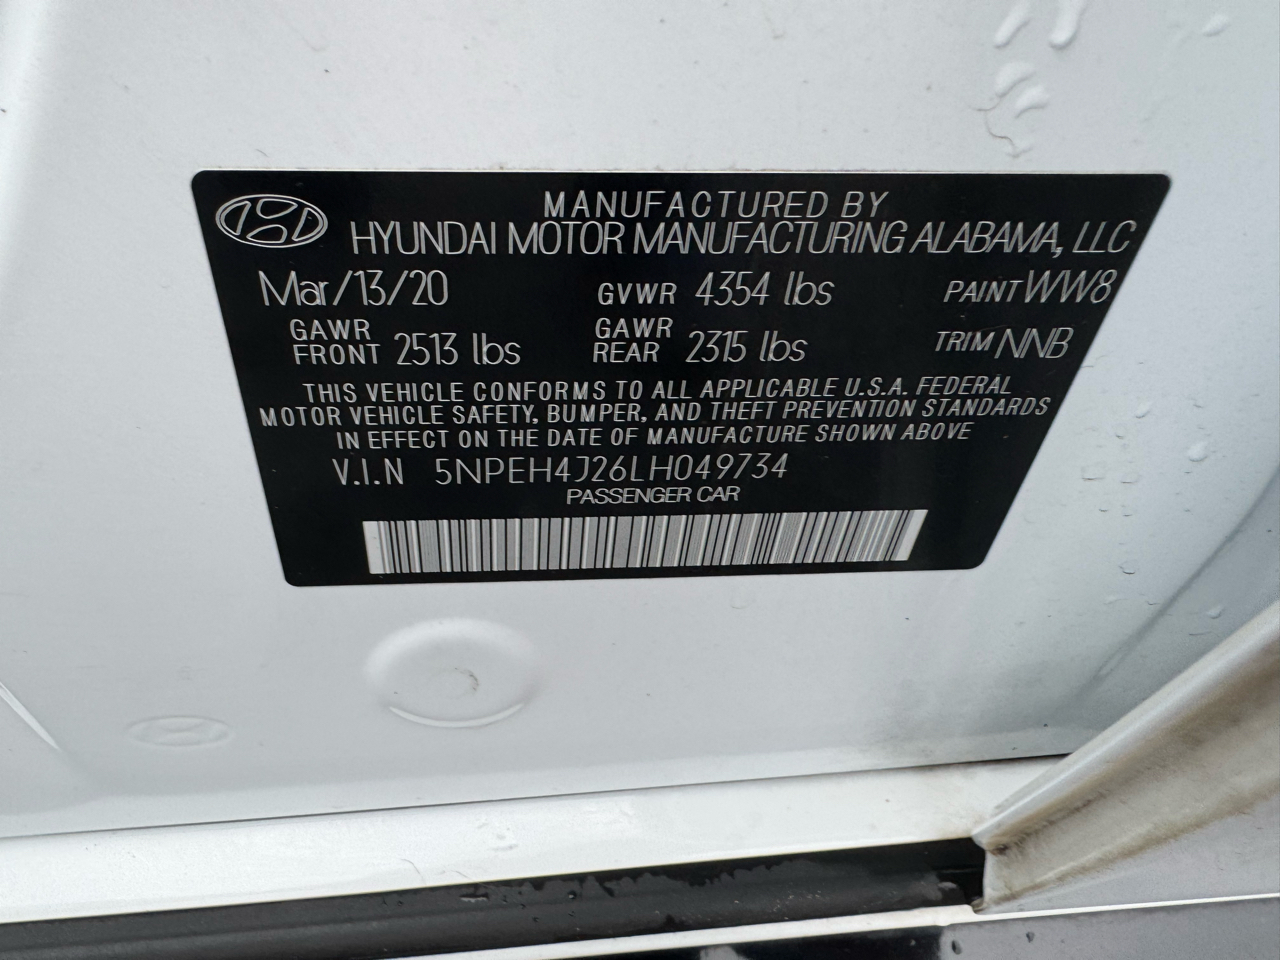 MANUFACTURED BY
HYUNDAI MOTOR MANUFACTURING ALABAMA, LLC
Mar/13/20 GVWR 4354 lbs PAINT WW8
GAWR FRONT 2513 lbs GAWR REAR 2315 lbs TRIM NNB
THIS VEHICLE CONFORMS TO ALL APPLICABLE U.S.A. FEDERAL
MOTOR VEHICLE SAFETY, BUMPER, AND THEFT PREVENTION STANDARDS
IN EFFECT ON THE DATE OF MANUFACTURE SHOWN ABOVE
V.I.N 5NPEH4J26LH049734
PASSENGER CAR